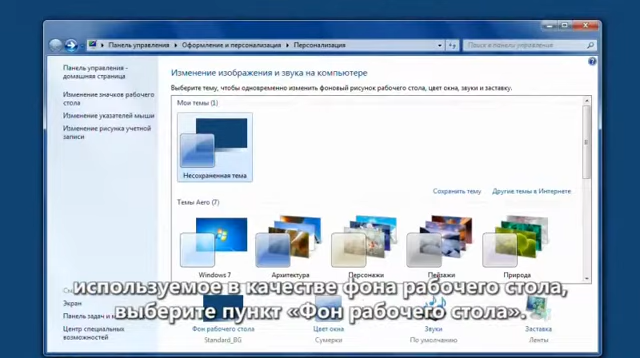 Панель управления ▸ Оформление и персонализация ▸ Персонализация
Поиск в панели управления
Панель управления -
домашняя страница
Изменение значков рабочего
стола
Изменение указателей мыши
Изменение рисунка учетной
записи
Изменение изображения и звука на компьютере
Выберите тему, чтобы одновременно изменить фоновый рисунок рабочего стола, цвет окна, звуки и заставку.
Мои темы (1)
Несохраненная тема
Сохранить тему
Другие темы в Интернете
Темы Aero (7)
Windows 7
Архитектура
Персонажи
Пейзажи
Природа
используемое в качестве фона рабочего стола,
выберите пункт «Фон рабочего стола».
Экран
Панель задач и
Центр специальных
возможностей
Фон рабочего стола
Standard_BG
Цвет окна
Сумерки
Звуки
По умолчанию
Заставка
Ленты